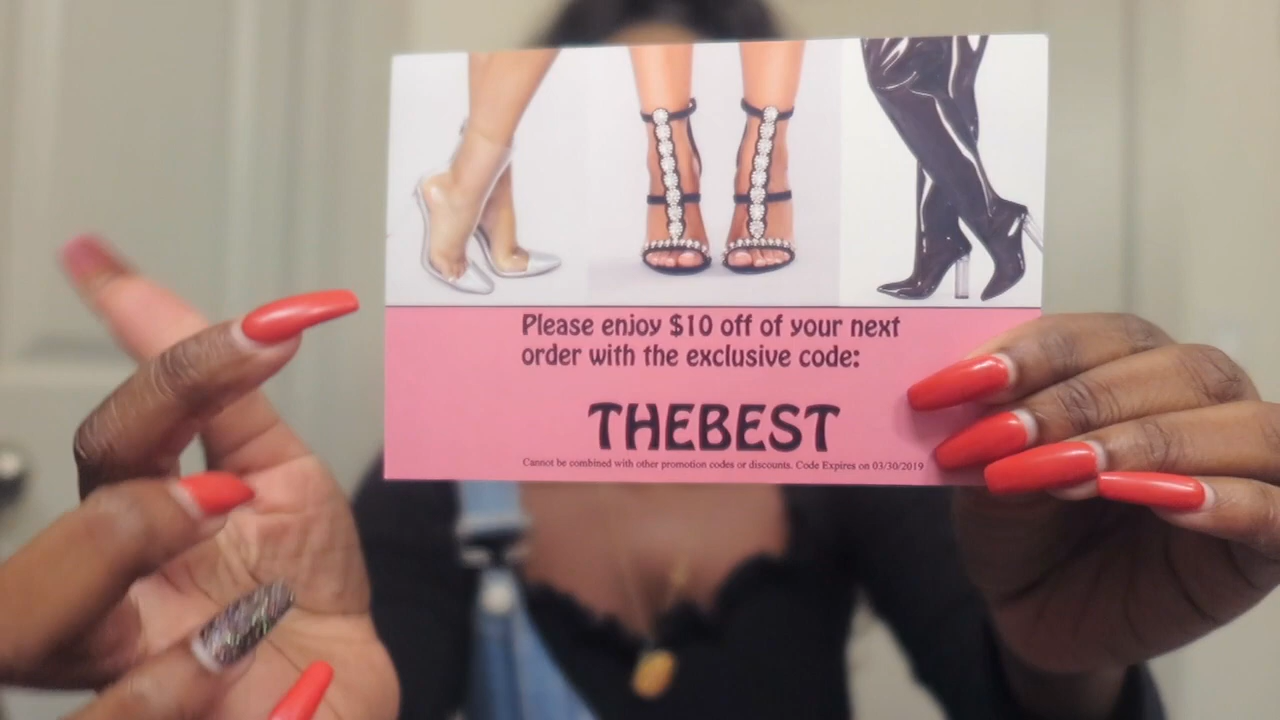 Please enjoy $10 off of your next
order with the exclusive code:
THEBEST
Cannot be combined with other promotion codes or discounts. Code Expires on 03/30/2019